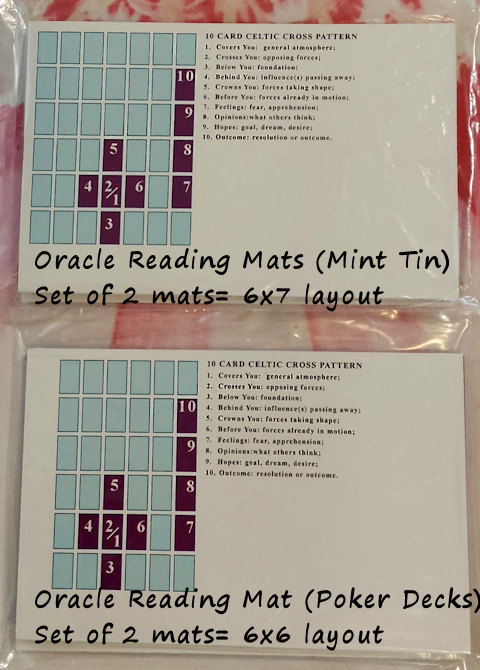 10 CARD CELTIC CROSS PATTERN
1. Covers You: general atmosphere;
2. Crosses You: opposing forces;
3. Below You: foundation;
4. Behind You: influence(s) passing away;
5. Crowns You: forces taking shape;
6. Before You: forces already in motion;
7. Feelings: fear, apprehension;
8. Opinions:what others think;
9. Hopes: goal, dream, desire;
10. Outcome: resolution or outcome.
10
9
5 8
4 2/1 6 7
3
Oracle Reading Mats (Mint Tin)
Set of 2 mats= 6x7 layout
10 CARD CELTIC CROSS PATTERN
1. Covers You: general atmosphere;
2. Crosses You: opposing forces;
3. Below You: foundation;
4. Behind You: influence(s) passing away;
5. Crowns You: forces taking shape;
6. Before You: forces already in motion;
7. Feelings: fear, apprehension;
8. Opinions:what others think;
9. Hopes: goal, dream, desire;
10. Outcome: resolution or outcome.
10
9
5 8
4 2/1 6 7
3
Oracle Reading Mat (Poker Decks)
Set of 2 mats= 6x6 layout